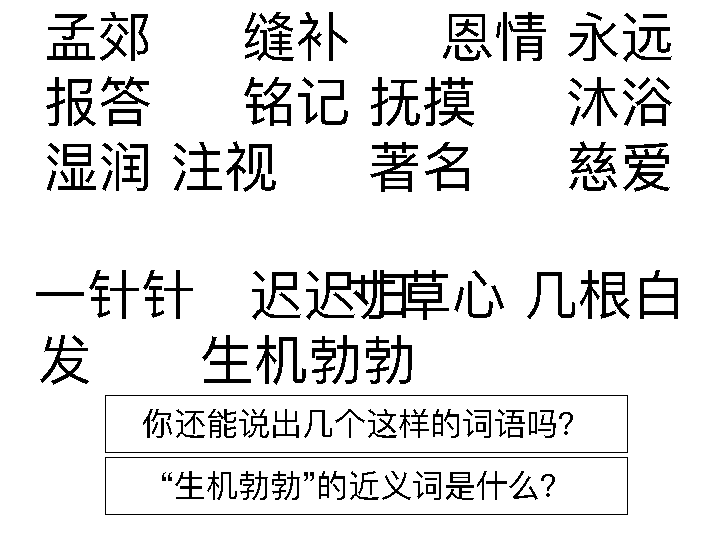 孟郊 缝补 恩情 永远
报答 铭记 抚摸 沐浴
湿润 注视 著名 慈爱
一针针 迟迟归 寸草心 几根白
发 生机勃勃
你还能说出几个这样的词语吗？
“生机勃勃”的近义词是什么？